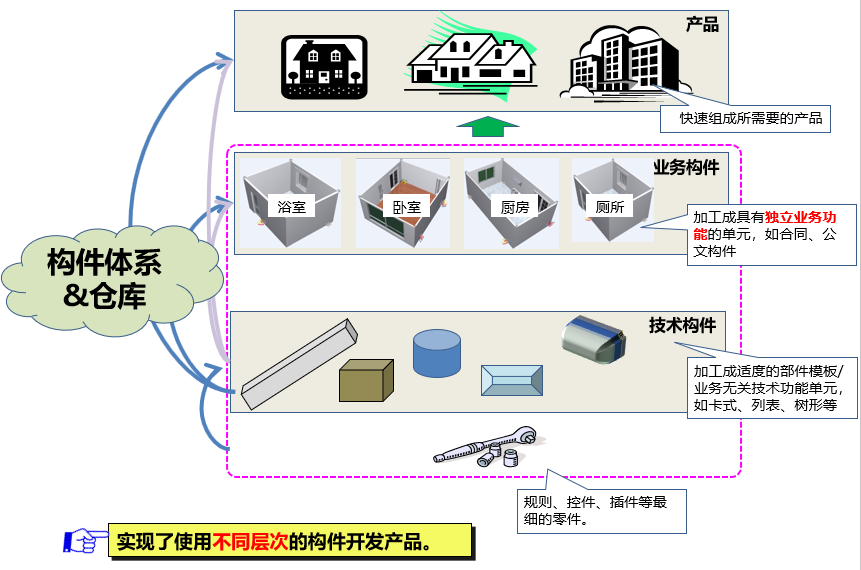 产品
快速组成所需要的产品
业务构件
浴室
卧室
厨房
厕所
加工成具有独立业务功
能的单元，如合同、公
文构件
构件体系
&仓库
技术构件
加工成适度的部件模板/
业务无关技术功能单元，
如卡式、列表、树形等
规则、控件、插件等最
细的零件。
实现了使用不同层次的构件开发产品。